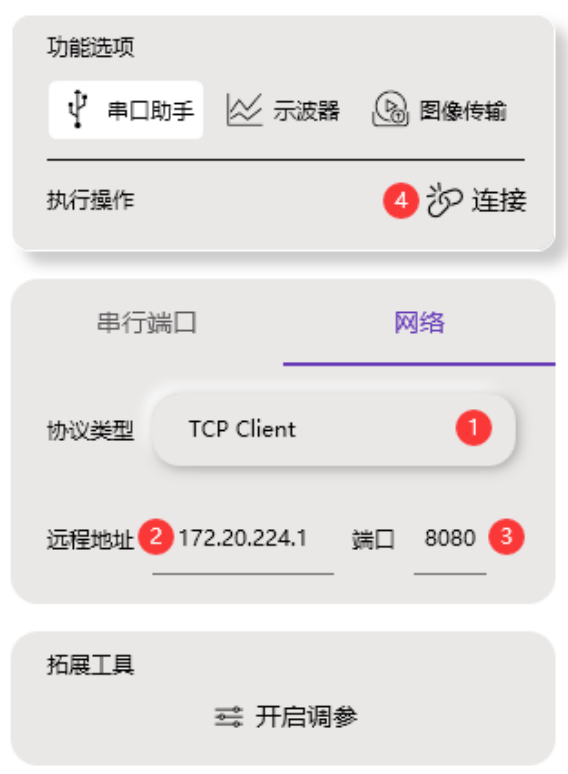 功能选项
串口助手 示波器 图像传输
执行操作 4 连接
串行端口 网络
协议类型 TCP Client 1
远程地址 2 172.20.224.1 端口 8080 3
拓展工具
开启调参